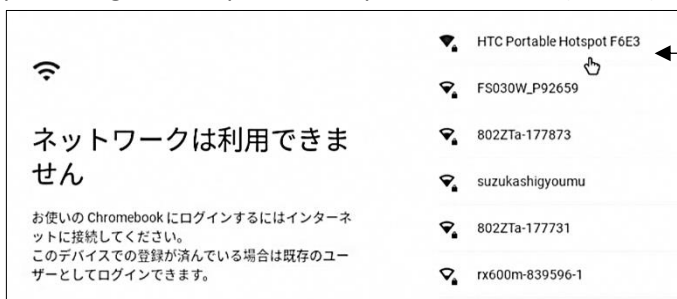 ネットワークは利用できま
せん
お使いの Chromebook にログインするにはインターネ
ットに接続してください。
このデバイスでの登録が済んでいる場合は既存のユー
ザーとしてログインできます。
HTC Portable Hotspot F6E3
FS030W_P92659
802ZTa-177873
suzukashigyoumu
802ZTa-177731
rx600m-839596-1